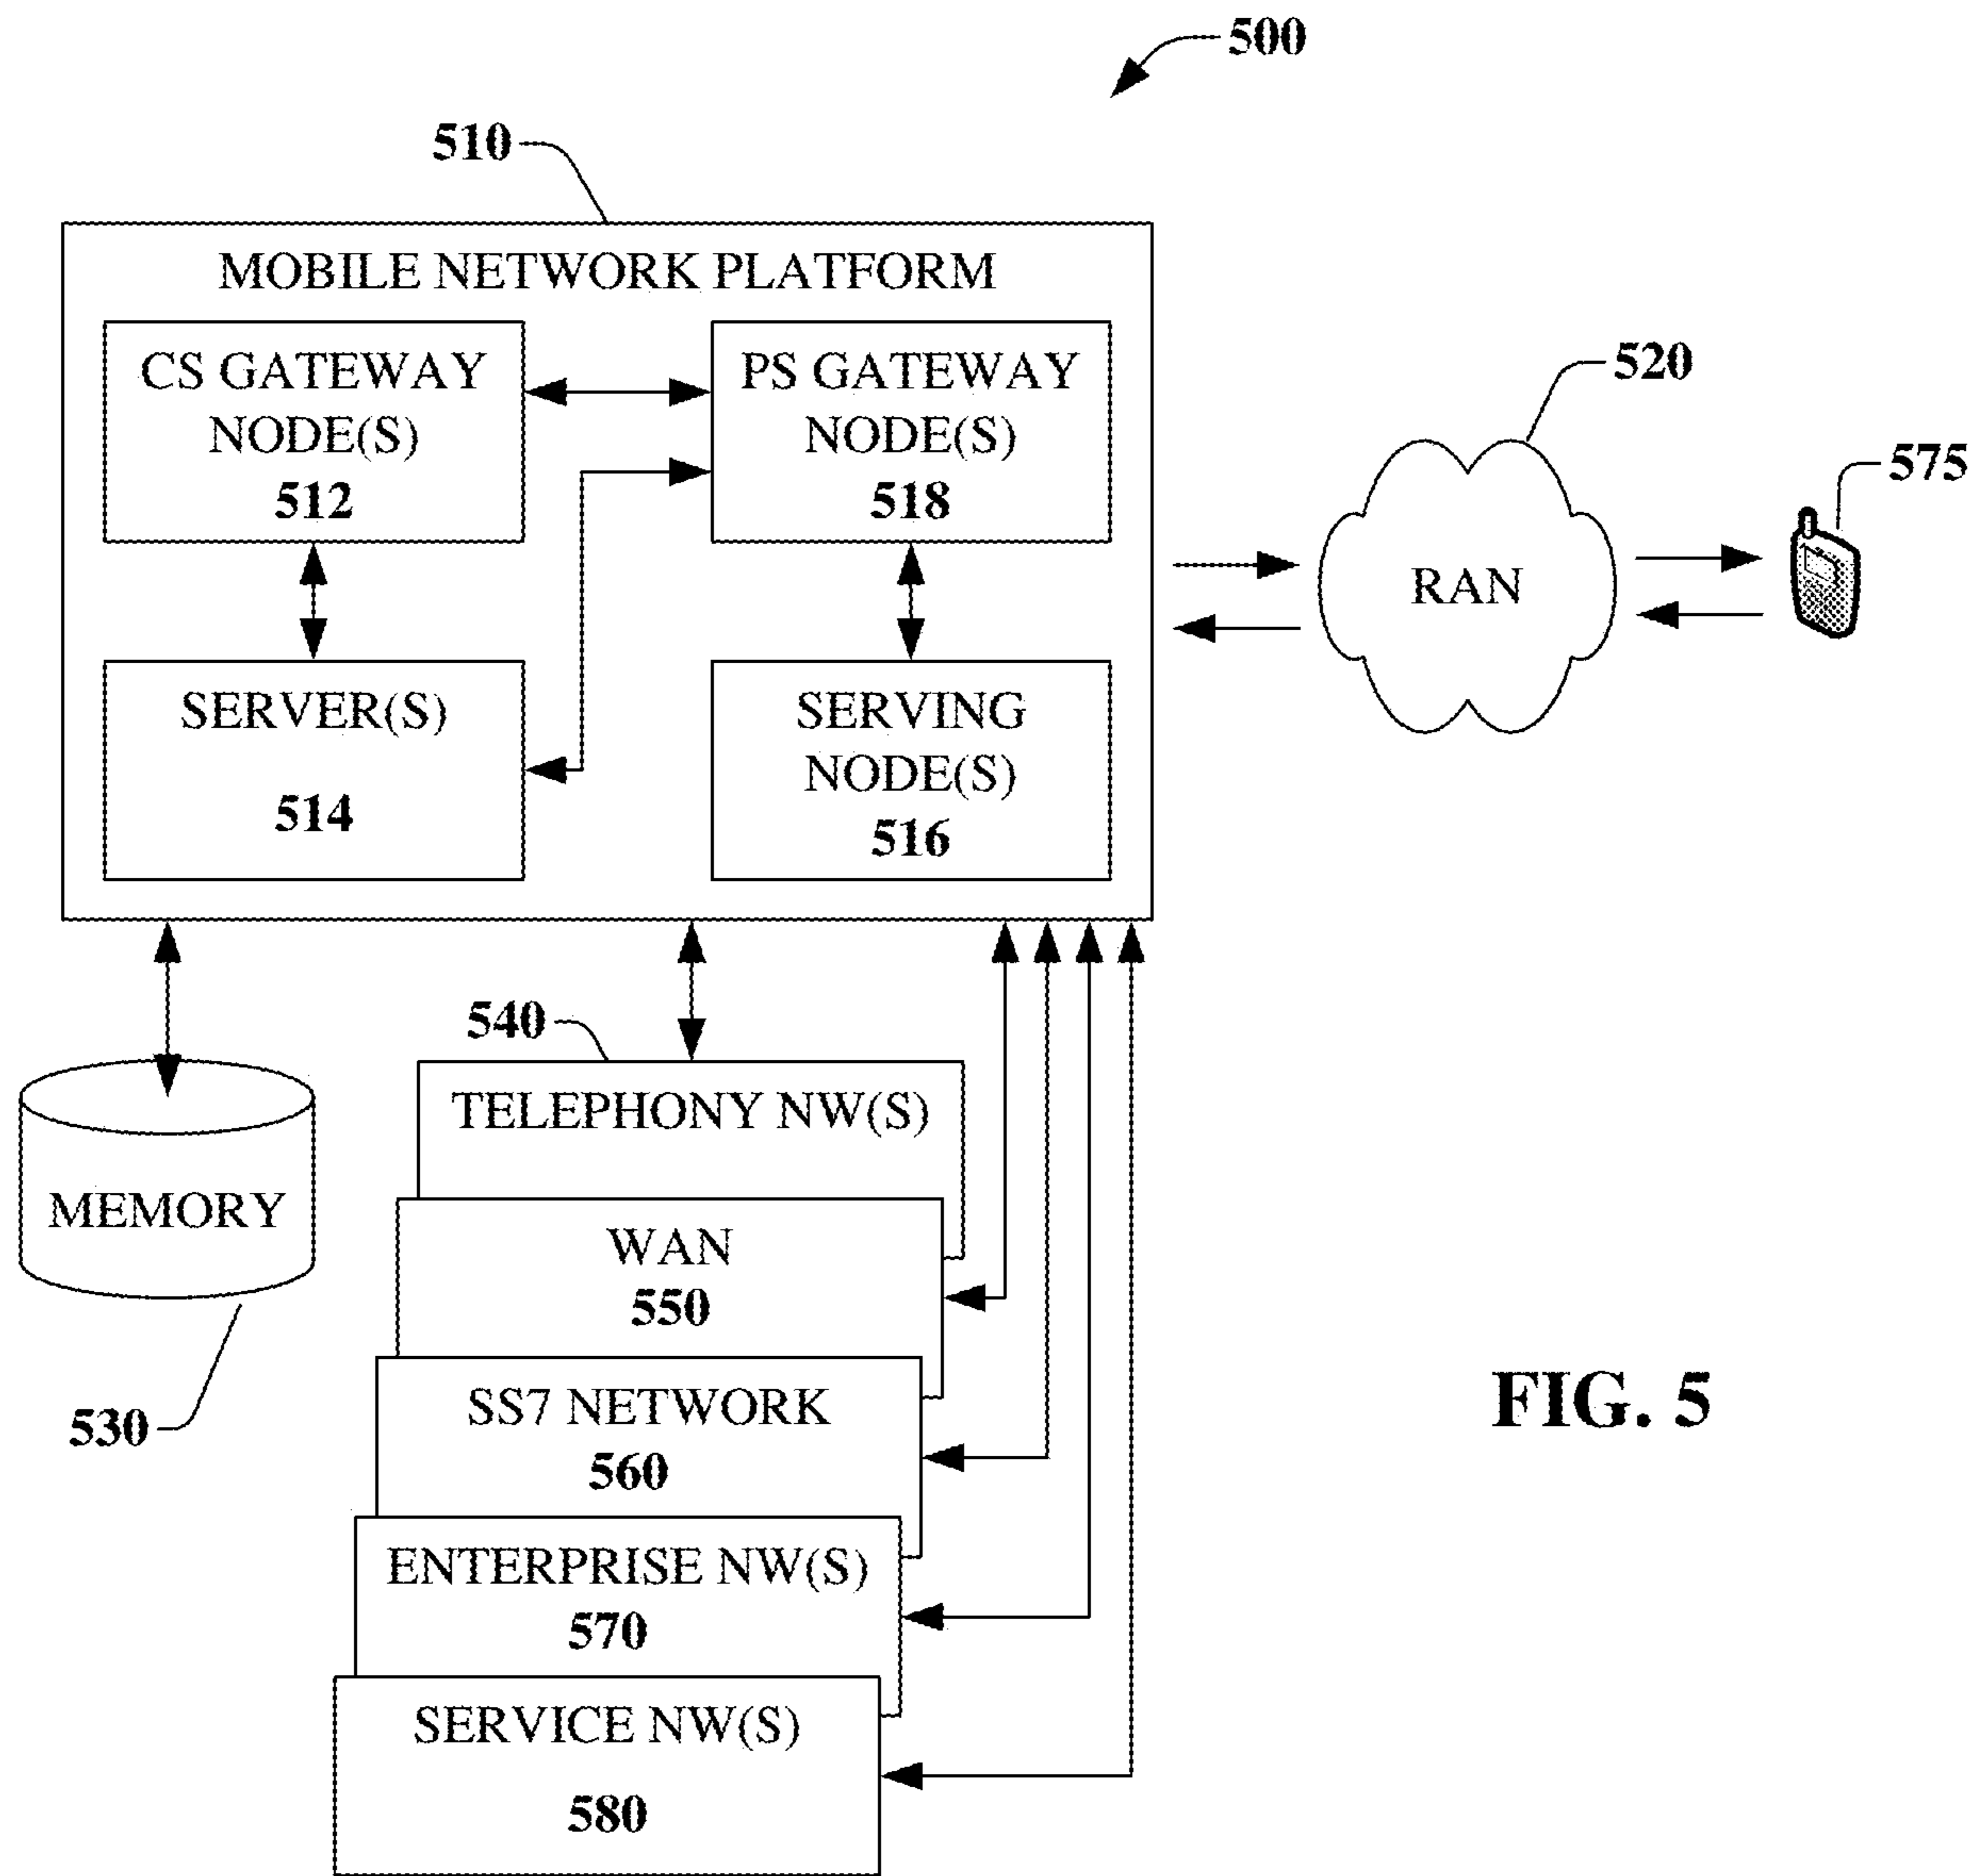 500
510
MOBILE NETWORK PLATFORM
CS GATEWAY
NODE(S)
512
PS GATEWAY
NODE(S)
518
SERVER(S)
514
SERVING
NODE(S)
516
520
RAN
575
540
TELEPHONY NW(S)
MEMORY
530
WAN
550
SS7 NETWORK
560
ENTERPRISE NW(S)
570
SERVICE NW(S)
580
FIG. 5